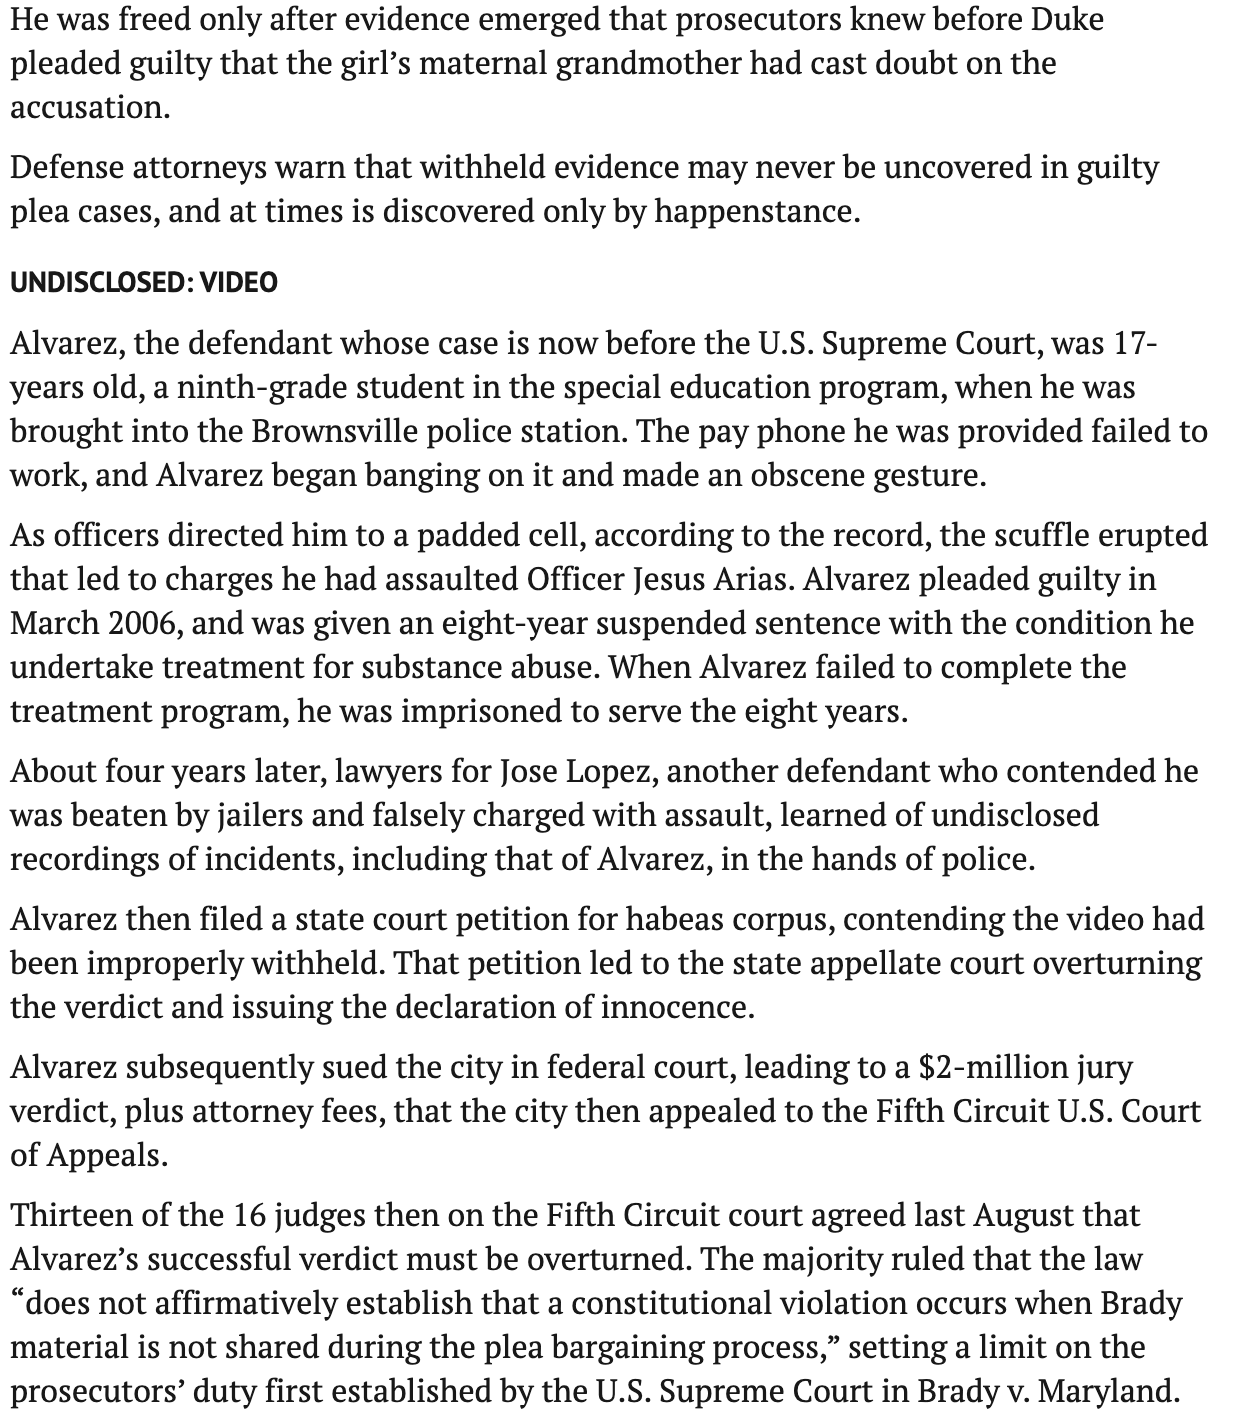 He was freed only after evidence emerged that prosecutors knew before Duke
pleaded guilty that the girl’s maternal grandmother had cast doubt on the
accusation.
Defense attorneys warn that withheld evidence may never be uncovered in guilty
plea cases, and at times is discovered only by happenstance.
UNDISCLOSED: VIDEO
Alvarez, the defendant whose case is now before the U.S. Supreme Court, was 17-
years old, a ninth-grade student in the special education program, when he was
brought into the Brownsville police station. The pay phone he was provided failed to
work, and Alvarez began banging on it and made an obscene gesture.
As officers directed him to a padded cell, according to the record, the scuffle erupted
that led to charges he had assaulted Officer Jesus Arias. Alvarez pleaded guilty in
March 2006, and was given an eight-year suspended sentence with the condition he
undertake treatment for substance abuse. When Alvarez failed to complete the
treatment program, he was imprisoned to serve the eight years.
About four years later, lawyers for Jose Lopez, another defendant who contended he
was beaten by jailers and falsely charged with assault, learned of undisclosed
recordings of incidents, including that of Alvarez, in the hands of police.
Alvarez then filed a state court petition for habeas corpus, contending the video had
been improperly withheld. That petition led to the state appellate court overturning
the verdict and issuing the declaration of innocence.
Alvarez subsequently sued the city in federal court, leading to a $2-million jury
verdict, plus attorney fees, that the city then appealed to the Fifth Circuit U.S. Court
of Appeals.
Thirteen of the 16 judges then on the Fifth Circuit court agreed last August that
Alvarez’s successful verdict must be overturned. The majority ruled that the law
“does not affirmatively establish that a constitutional violation occurs when Brady
material is not shared during the plea bargaining process,” setting a limit on the
prosecutors’ duty first established by the U.S. Supreme Court in Brady v. Maryland.